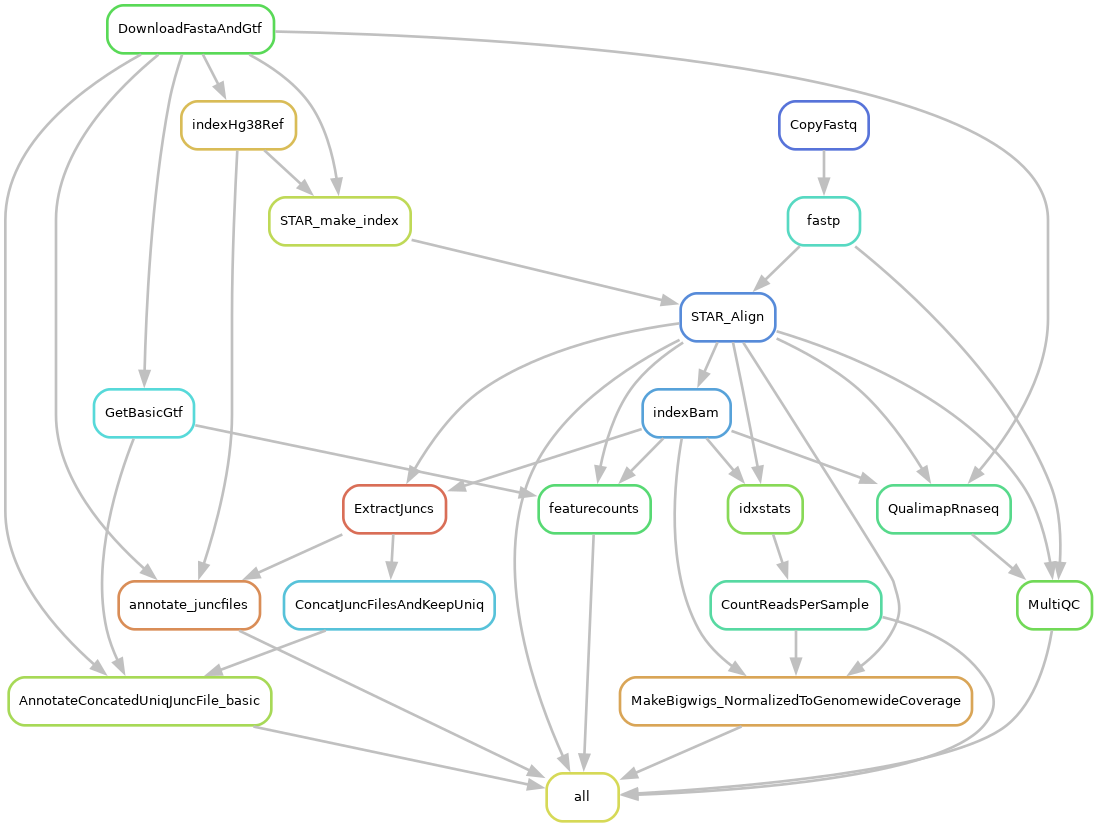 DownloadFastaAndGtf
indexHg38Ref
CopyFastq
STAR_make_index
fastp
STAR_Align
GetBasicGtf
indexBam
ExtractJuncs
featurecounts
idxstats
QualimapRnaseq
annotate_juncfiles
ConcatJuncFilesAndKeepUniq
CountReadsPerSample
MultiQC
AnnotateConcatedUniqJuncFile_basic
MakeBigwigs_NormalizedToGenomewideCoverage
all